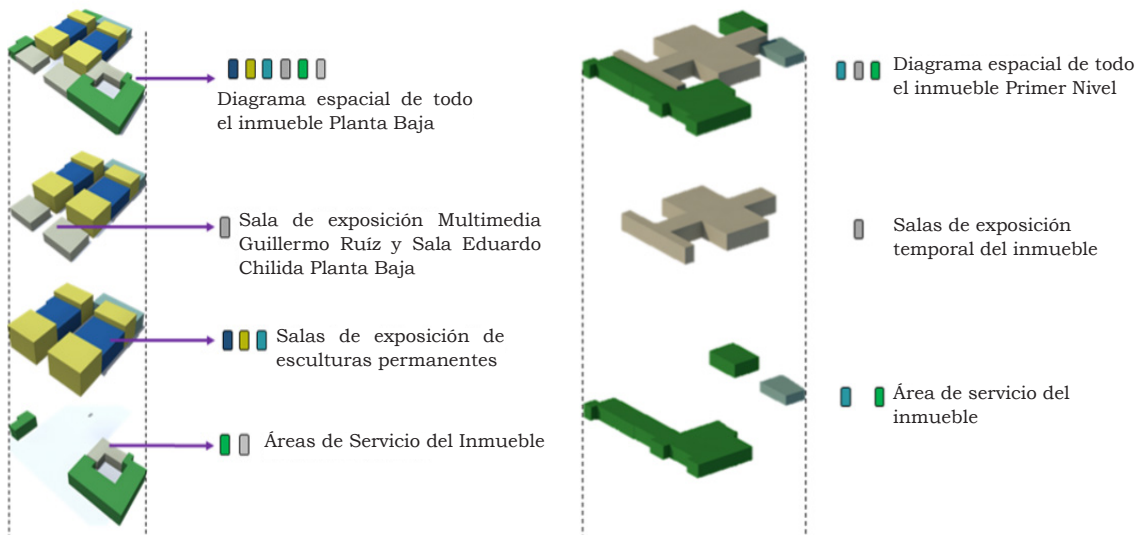 Diagrama espacial de todo
el inmueble Planta Baja
Sala de exposición Multimedia
Guillermo Ruíz y Sala Eduardo
Chilida Planta Baja
Salas de exposición de
esculturas permanentes
Áreas de Servicio del Inmueble
Diagrama espacial de todo
el inmueble Primer Nivel
Salas de exposición
temporal del inmueble
Área de servicio del
inmueble